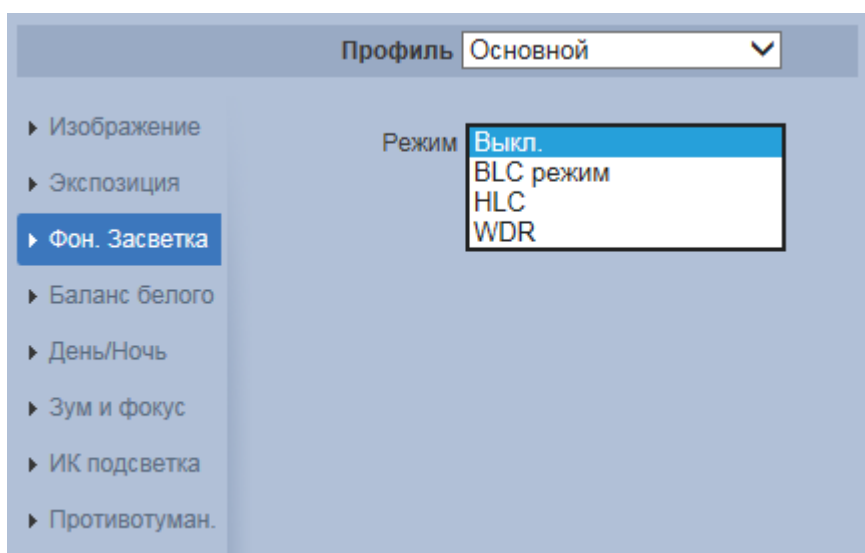 Профиль Основной
Изображение
Экспозиция
Фон. Засветка
Баланс белого
День/Ночь
Зум и фокус
ИК подсветка
Противотуман.
Режим Выкл.
BLC режим
HLC
WDR